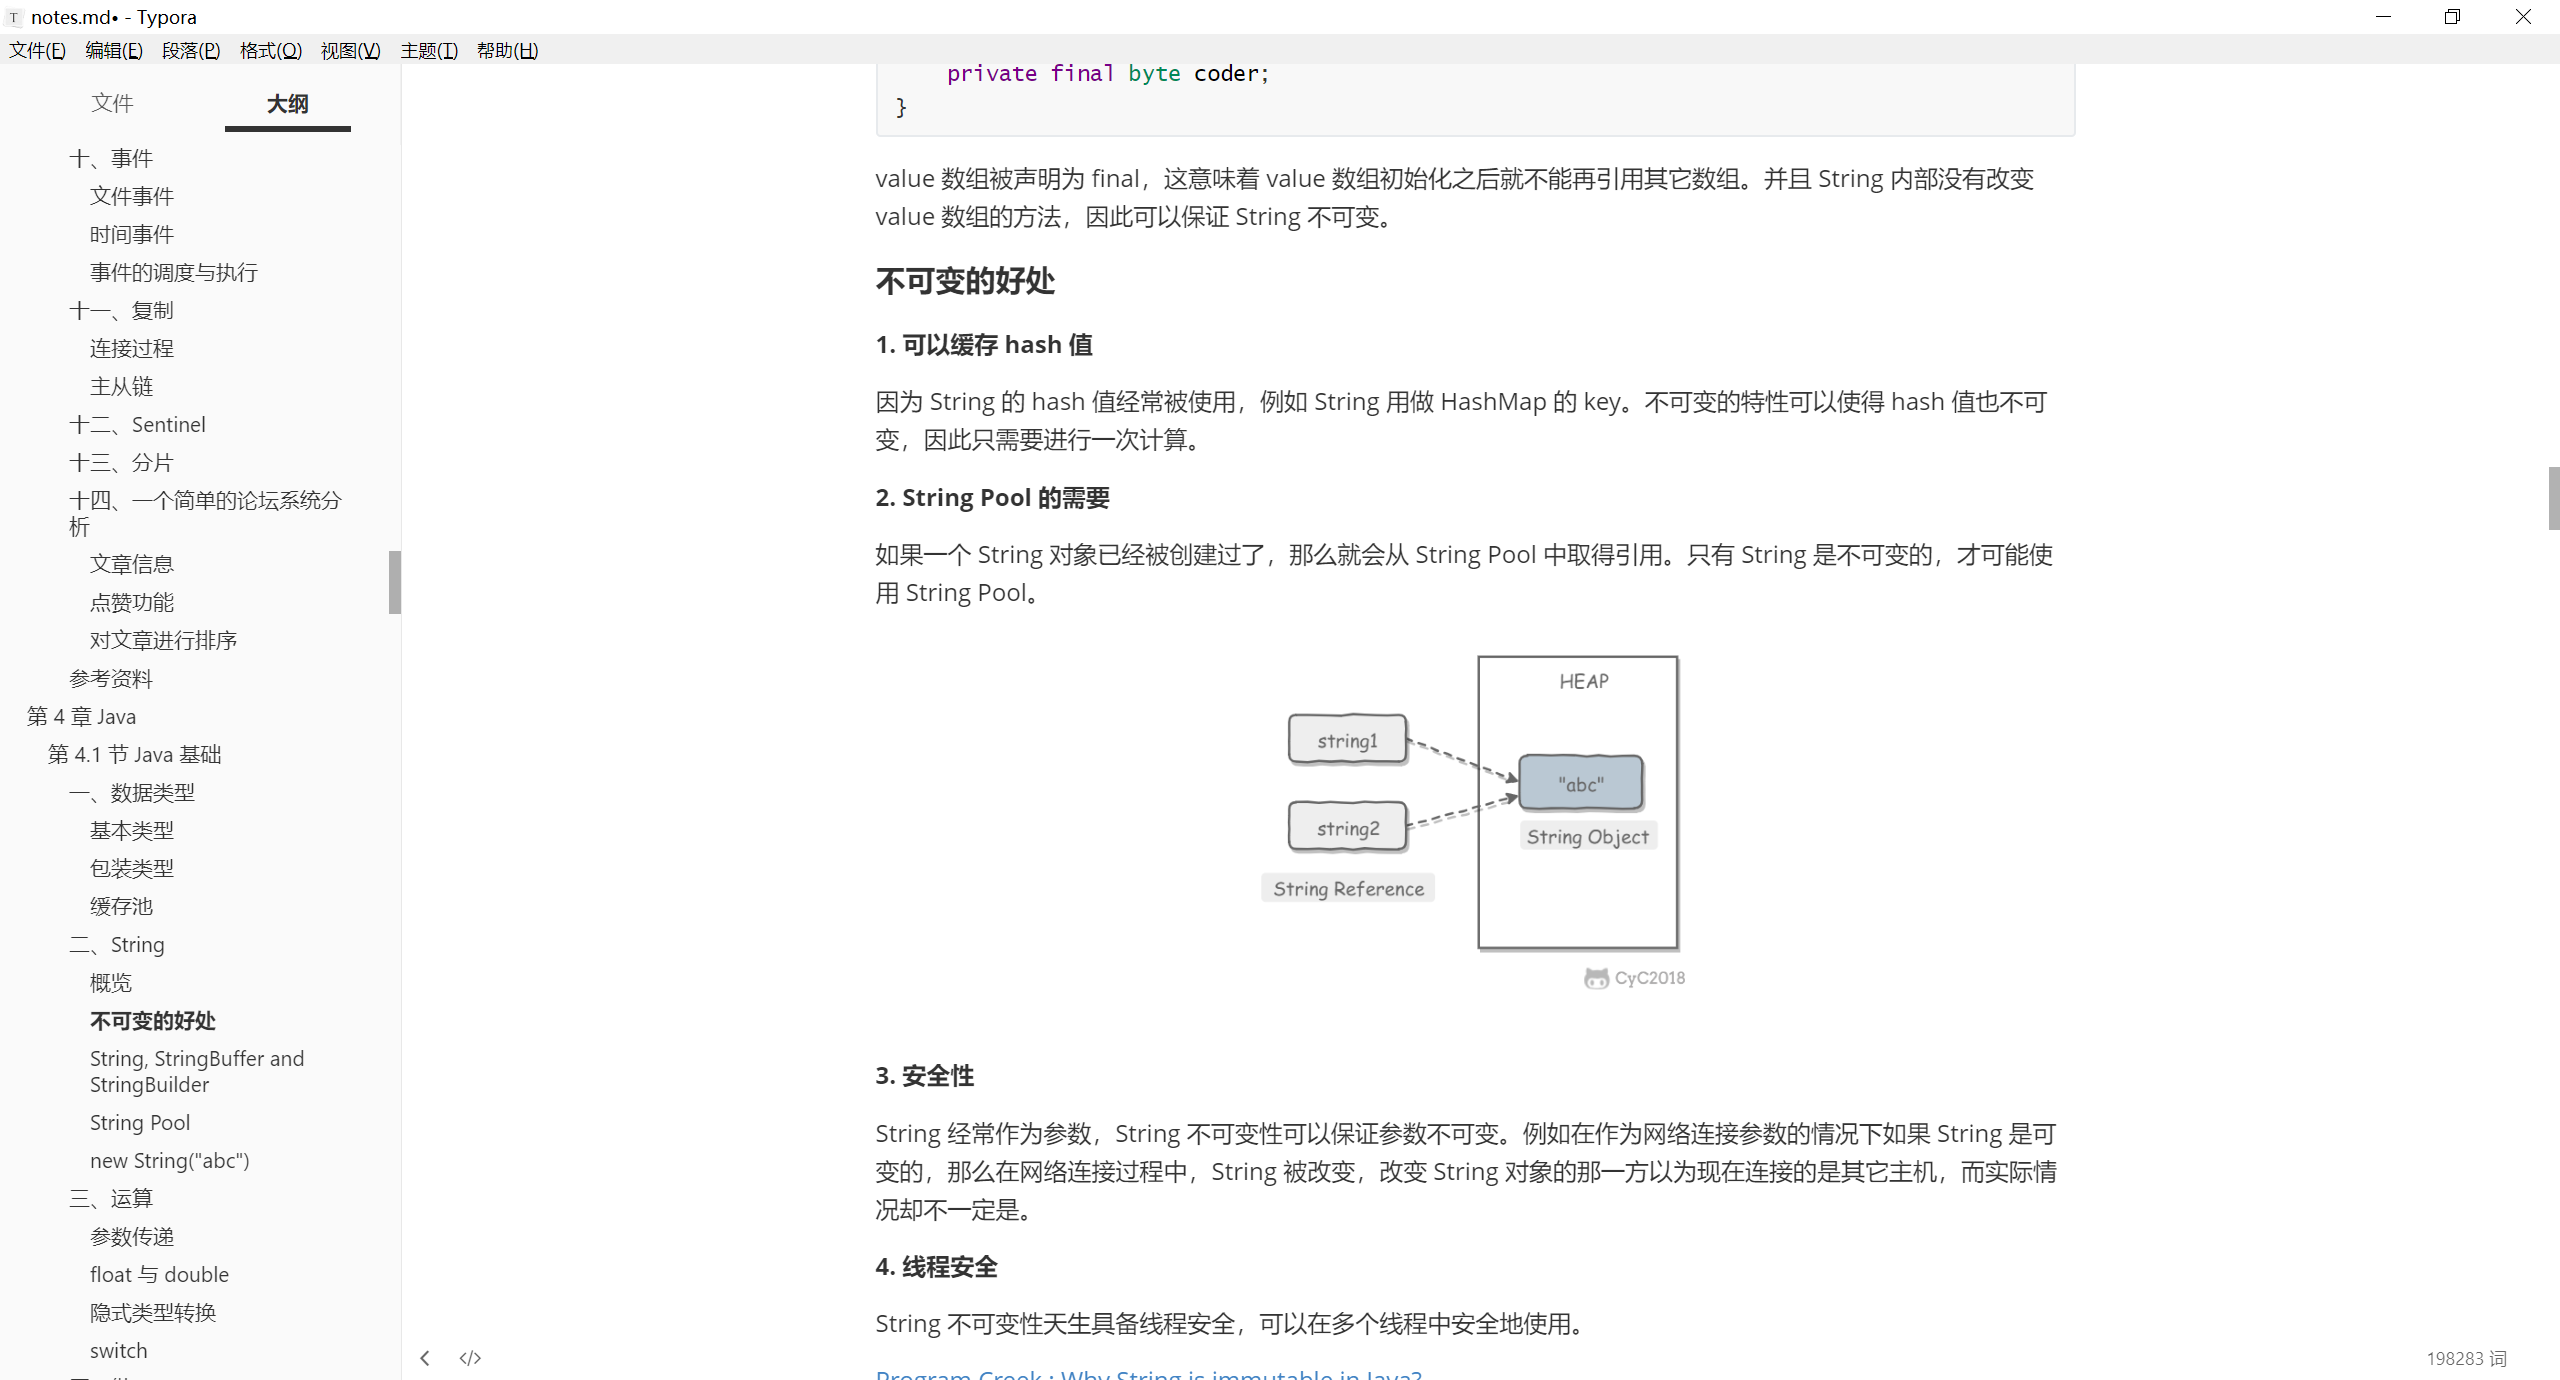 notes.md• - Typora
文件(F) 编辑(E) 段落(P) 格式(O) 视图(V) 主题(T) 帮助(H)
文件 大纲
十、事件
文件事件
时间事件
事件的调度与执行
十一、复制
连接过程
主从链
十二、Sentinel
十三、分片
十四、一个简单的论坛系统分
析
文章信息
点赞功能
对文章进行排序
参考资料
第 4 章 Java
第 4.1 节 Java 基础
一、数据类型
基本类型
包装类型
缓存池
二、String
概览
不可变的好处
String, StringBuffer and
StringBuilder
String Pool
new String("abc")
三、运算
参数传递
float 与 double
隐式类型转换
switch
private final byte coder;
}
value 数组被声明为 final，这意味着 value 数组初始化之后就不能再引用其它数组。并且 String 内部没有改变
value 数组的方法，因此可以保证 String 不可变。
不可变的好处
1. 可以缓存 hash 值
因为 String 的 hash 值经常被使用，例如 String 用做 HashMap 的 key。不可变的特性可以使得 hash 值也不可
变，因此只需要进行一次计算。
2. String Pool 的需要
如果一个 String 对象已经被创建过了，那么就会从 String Pool 中取得引用。只有 String 是不可变的，才可能使
用 String Pool。
HEAP
string1
"abc"
string2
String Object
String Reference
CyC2018
3. 安全性
String 经常作为参数，String 不可变性可以保证参数不可变。例如在作为网络连接参数的情况下如果 String 是可
变的，那么在网络连接过程中，String 被改变，改变 String 对象的那一方以为现在连接的是其它主机，而实际情
况却不一定是。
4. 线程安全
String 不可变性天生具备线程安全，可以在多个线程中安全地使用。
Program Creek : Why String is immutable in Java?
</> 198283 词